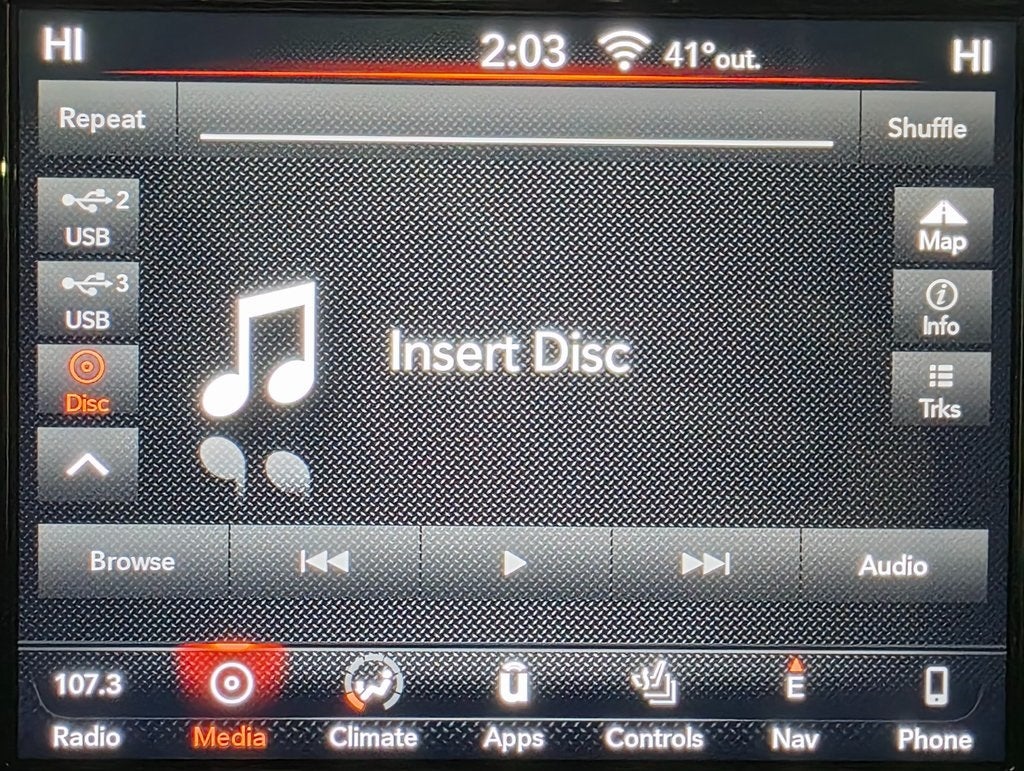 HI 2:03 41°out. HI
Repeat
Shuffle
2
USB
3
USB
Disc
Insert Disc
Map
i
Info
Trks
Browse
Audio
107.3
Radio
Media
Climate
u
Apps
Controls
E
Nav
Phone